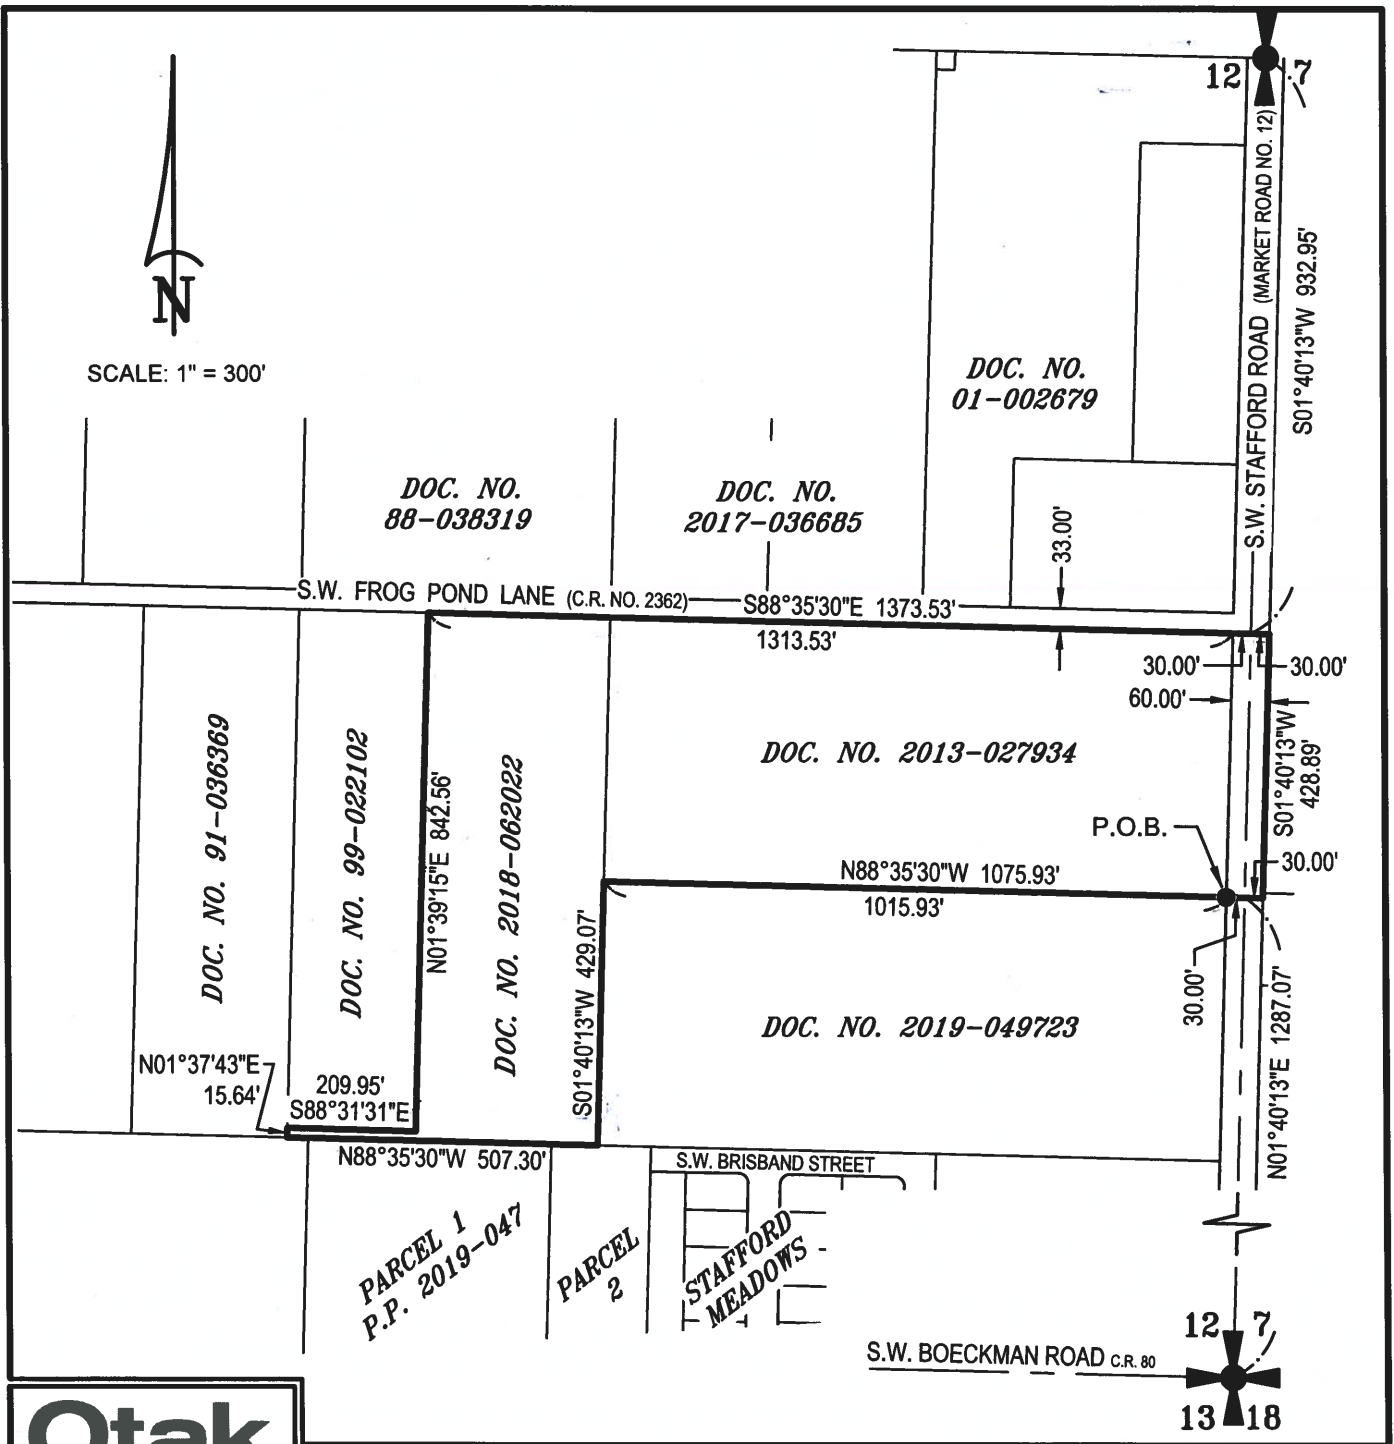 12 7
N
SCALE: 1" = 300'
S.W. STAFFORD ROAD (MARKET ROAD NO. 12)
S01°40'13"W 932.95'
DOC. NO.
01-002679
DOC. NO.
88-038319
DOC. NO.
2017-036685
33.00'
S.W. FROG POND LANE (C.R. NO. 2362)
S88°35'30"E 1373.53'
1313.53'
30.00'
30.00'
60.00'
S01°40'13"W
428.89'
DOC. NO. 91-036369
DOC. NO. 99-022102
N01°39'15"E 842.56'
DOC. NO. 2018-062022
DOC. NO. 2013-027934
P.O.B.
30.00'
N88°35'30"W 1075.93'
1015.93'
S01°40'13"W 429.07'
30.00'
N01°40'13"E 1287.07'
DOC. NO. 2019-049723
N01°37'43"E
15.64'
209.95'
S88°31'31"E
N88°35'30"W 507.30'
S.W. BRISBAND STREET
PARCEL 1
P.P. 2019-047
PARCEL
2
STAFFORD
MEADOWS
12 7
S.W. BOECKMAN ROAD C.R. 80
13 18
Otak